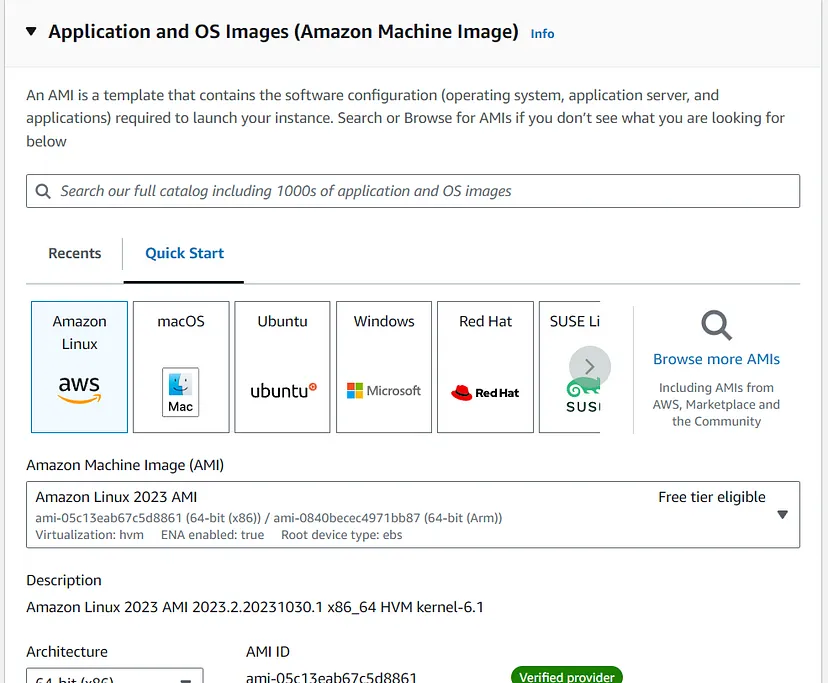 Application and OS Images (Amazon Machine Image) Info
An AMI is a template that contains the software configuration (operating system, application server, and
applications) required to launch your instance. Search or Browse for AMIs if you don’t see what you are looking for
below
Search our full catalog including 1000s of application and OS images
Recents
Quick Start
Amazon
Linux
aws
macOS
Mac
Ubuntu
ubuntu
Windows
Microsoft
Red Hat
Red Hat
SUSE Li
SUS
Browse more AMIs
Including AMIs from
AWS, Marketplace and
the Community
Amazon Machine Image (AMI)
Amazon Linux 2023 AMI
Free tier eligible
ami-05c13eab67c5d8861 (64-bit (x86)) / ami-0840becec4971bb87 (64-bit (Arm))
Virtualization: hvm ENA enabled: true Root device type: ebs
Description
Amazon Linux 2023 AMI 2023.2.20231030.1 x86_64 HVM kernel-6.1
Architecture
AMI ID
64-bit (x86)
ami-05c13eab67c5d8861
Verified provider